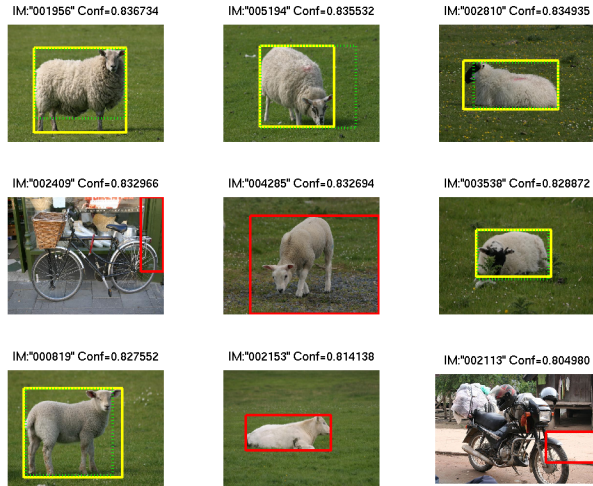 IM:"001956" Conf=0.836734
IM:"005194" Conf=0.835532
IM:"002810" Conf=0.834935
IM:"002409" Conf=0.832966
IM:"004285" Conf=0.832694
IM:"003538" Conf=0.828872
IM:"000819" Conf=0.827552
IM:"002153" Conf=0.814138
IM:"002113" Conf=0.804980